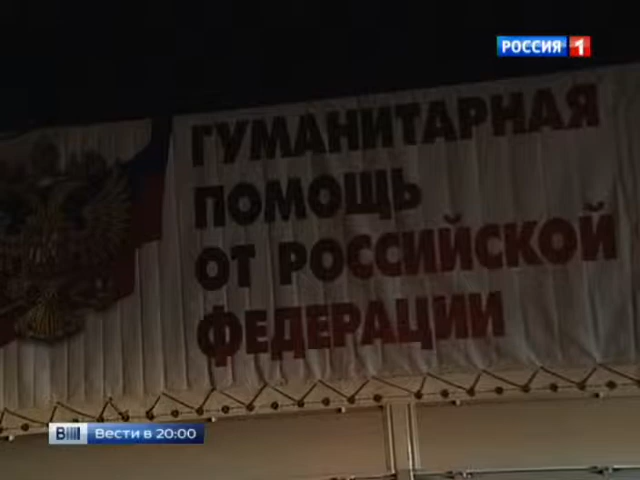 РОССИЯ 1
ГУМАНИТАРНАЯ
ПОМОЩЬ
ОТ РОССИЙСКОЙ
ФЕДЕРАЦИИ
В Вести в 20:00